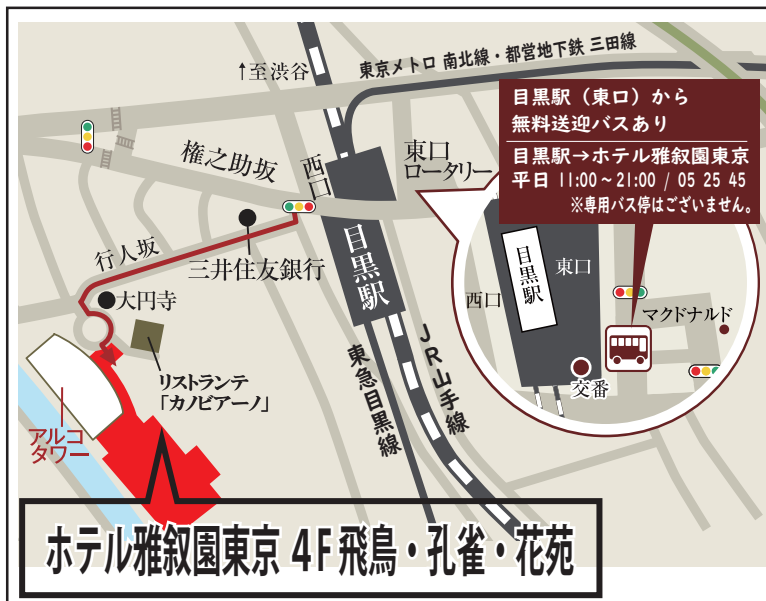 ↑至渋谷
東京メトロ 南北線・都営地下鉄 三田線
目黒駅（東口）から
無料送迎バスあり
目黒駅→ホテル雅叙園東京
平日 11:00～21:00 / 05 25 45
※専用バス停はございません。
権之助坂
西口
東口
ロータリー
行人坂
三井住友銀行
目黒駅
目黒駅
東口
西口
マクドナルド
交番
大円寺
リストランテ
「カノビアーノ」
東急目黒線
JR山手線
アルコ
タワー
ホテル雅叙園東京 4F 飛鳥・孔雀・花苑